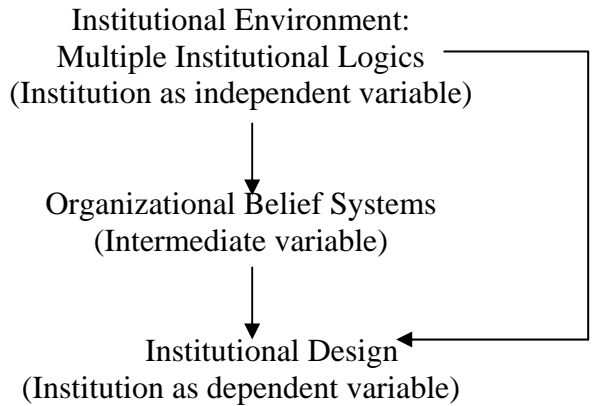 Institutional Environment:
Multiple Institutional Logics
(Institution as independent variable)
Organizational Belief Systems
(Intermediate variable)
Institutional Design
(Institution as dependent variable)